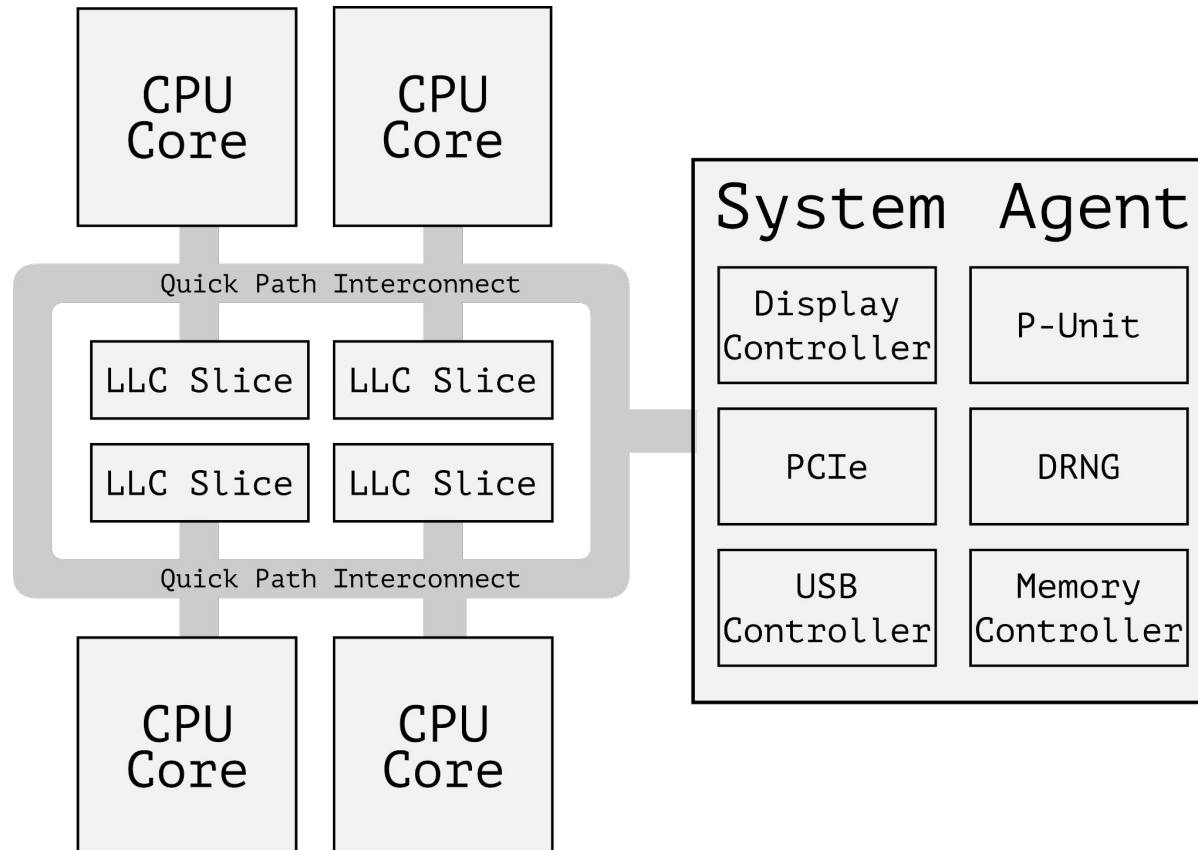 CPU
Core
CPU
Core
Quick Path Interconnect
LLC Slice
LLC Slice
LLC Slice
LLC Slice
Quick Path Interconnect
CPU
Core
CPU
Core
System Agent
Display
Controller
P-Unit
PCIe
DRNG
USB
Controller
Memory
Controller